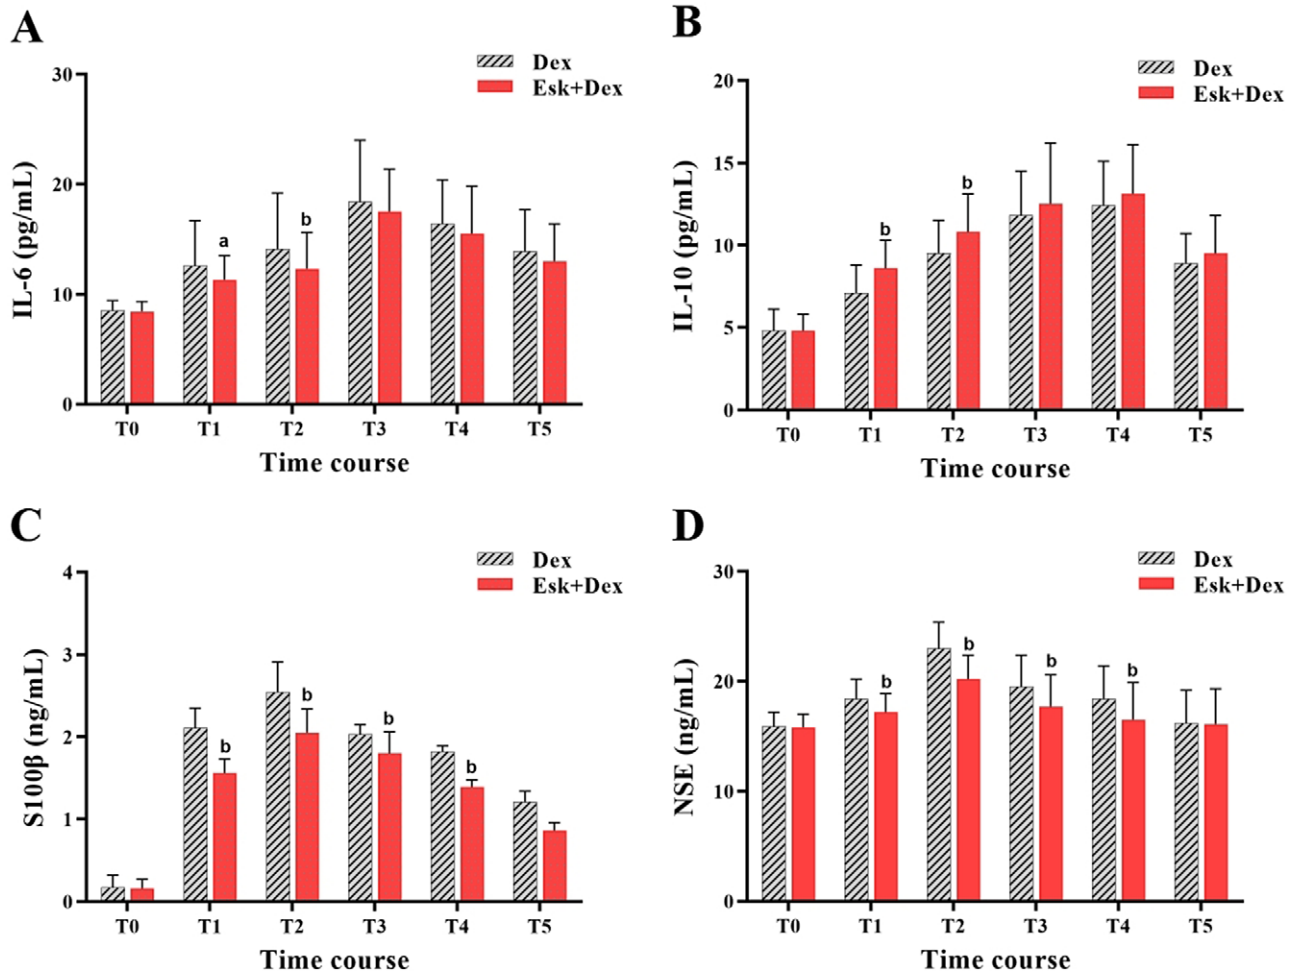 A
Dex
Esk+Dex
IL-6 (pg/mL)
30
20
10
0
a
b
T0 T1 T2 T3 T4 T5
Time course
B
Dex
Esk+Dex
IL-10 (pg/mL)
20
15
10
5
0
b
b
T0 T1 T2 T3 T4 T5
Time course
C
Dex
Esk+Dex
S100β (ng/mL)
4
3
2
1
0
b
b
b
b
T0 T1 T2 T3 T4 T5
Time course
D
Dex
Esk+Dex
NSE (ng/mL)
30
20
10
0
b
b
b
b
T0 T1 T2 T3 T4 T5
Time course